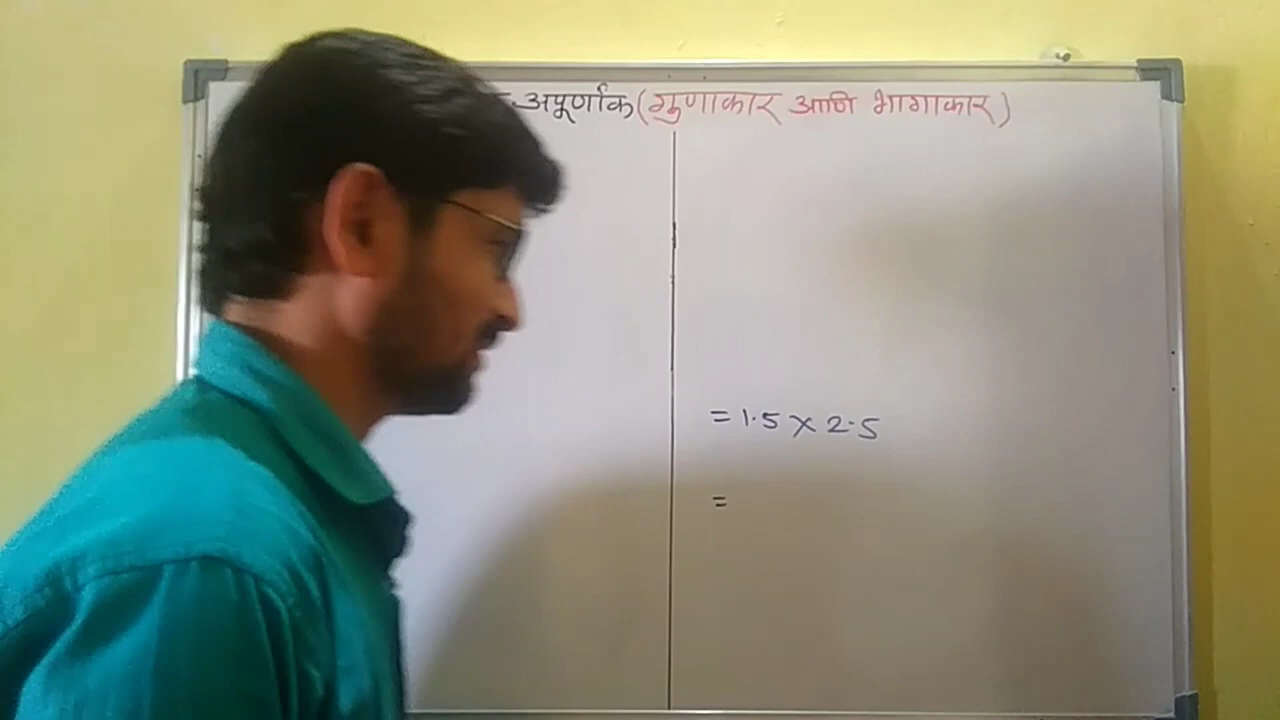 अपूर्णांक (गुणाकार आणि भागाकार)
= 1.5 × 2.5
=